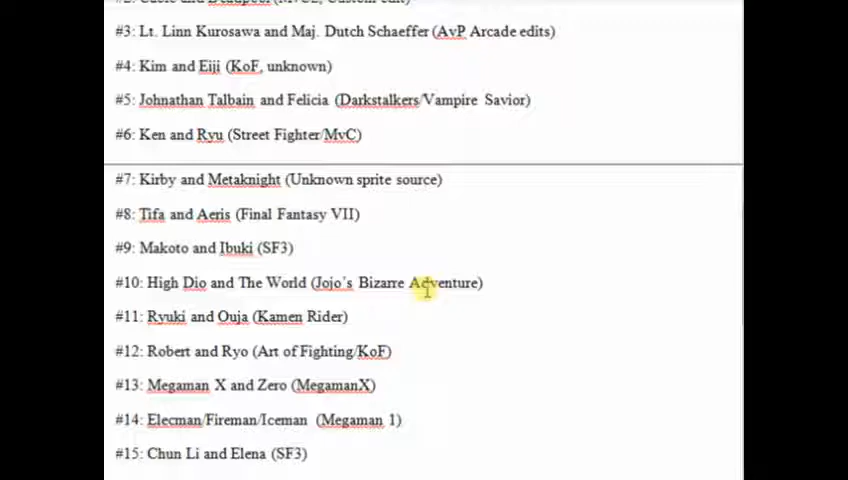 #3: Lt. Linn Kurosawa and Maj. Dutch Schaeffer (AvP Arcade edits)
#4: Kim and Eiji (KoF, unknown)
#5: Johnathan Talbain and Felicia (Darkstalkers/Vampire Savior)
#6: Ken and Ryu (Street Fighter/MvC)
#7: Kirby and Metaknight (Unknown sprite source)
#8: Tifa and Aeris (Final Fantasy VII)
#9: Makoto and Ibuki (SF3)
#10: High Dio and The World (Jojo's Bizarre Adventure)
#11: Ryuki and Ouja (Kamen Rider)
#12: Robert and Ryo (Art of Fighting/KoF)
#13: Megaman X and Zero (MegamanX)
#14: Elecman/Fireman/Iceman (Megaman 1)
#15: Chun Li and Elena (SF3)